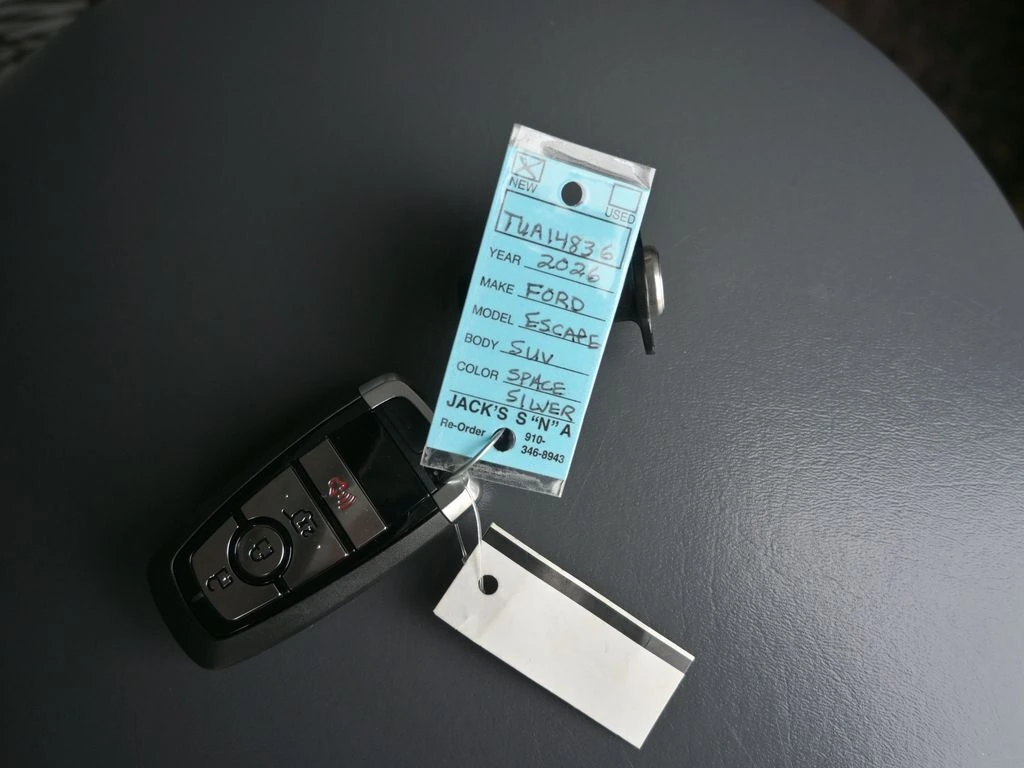 NEW
USED
TUA14836
YEAR 2026
MAKE FORD
MODEL ESCAPE
BODY SUV
COLOR SPACE
SILVER
JACK'S S "N" A
Re-Order 910-
346-8943